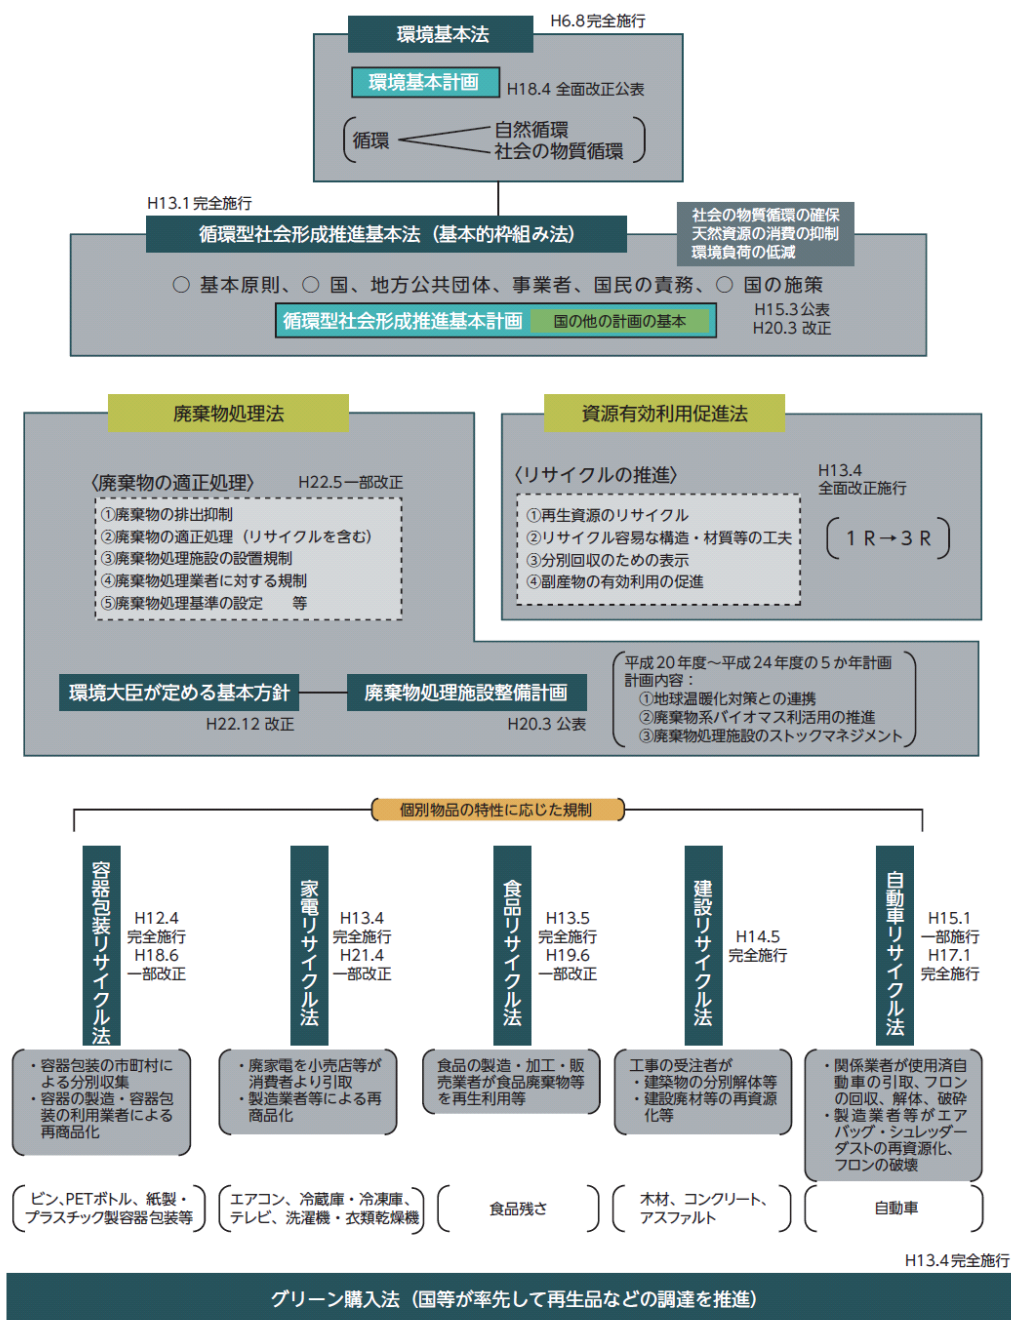 環境基本法
H6.8完全施行
環境基本計画
H18.4 全面改正公表
循環
自然循環
社会の物質循環
H13.1完全施行
循環型社会形成推進基本法（基本的枠組み法）
社会の物質循環の確保
天然資源の消費の抑制
環境負荷の低減
○ 基本原則、○ 国、地方公共団体、事業者、国民の責務、○ 国の施策
循環型社会形成推進基本計画
国の他の計画の基本
H15.3公表
H20.3 改正
廃棄物処理法
〈廃棄物の適正処理〉
H22.5一部改正
①廃棄物の排出抑制
②廃棄物の適正処理（リサイクルを含む）
③廃棄物処理施設の設置規制
④廃棄物処理業者に対する規制
⑤廃棄物処理基準の設定　　等
資源有効利用促進法
〈リサイクルの推進〉
H13.4
全面改正施行
①再生資源のリサイクル
②リサイクル容易な構造・材質等の工夫
③分別回収のための表示
④副産物の有効利用の促進
１Ｒ→３Ｒ
環境大臣が定める基本方針
H22.12 改正
廃棄物処理施設整備計画
H20.3 公表
平成20年度～平成24年度の５か年計画
計画内容：
①地球温暖化対策との連携
②廃棄物系バイオマス利活用の推進
③廃棄物処理施設のストックマネジメント
個別物品の特性に応じた規制
容器包装リサイクル法
H12.4
完全施行
H18.6
一部改正
家電リサイクル法
H13.4
完全施行
H21.4
一部改正
食品リサイクル法
H13.5
完全施行
H19.6
一部改正
建設リサイクル法
H14.5
完全施行
自動車リサイクル法
H15.1
一部施行
H17.1
完全施行
・容器包装の市町村に
よる分別収集
・容器の製造・容器包
装の利用業者による
再商品化
・廃家電を小売店等が
消費者より引取
・製造業者等による再
商品化
食品の製造・加工・販
売業者が食品廃棄物等
を再生利用等
工事の受注者が
・建築物の分別解体等
・建設廃材等の再資源
化等
・関係業者が使用済自
動車の引取、フロン
の回収、解体、破砕
・製造業者等がエア
バッグ・シュレッダー
ダストの再資源化、
フロンの破壊
ビン、PETボトル、紙製・
プラスチック製容器包装等
エアコン、冷蔵庫・冷凍庫、
テレビ、洗濯機・衣類乾燥機
食品残さ
木材、コンクリート、
アスファルト
自動車
H13.4完全施行
グリーン購入法（国等が率先して再生品などの調達を推進）